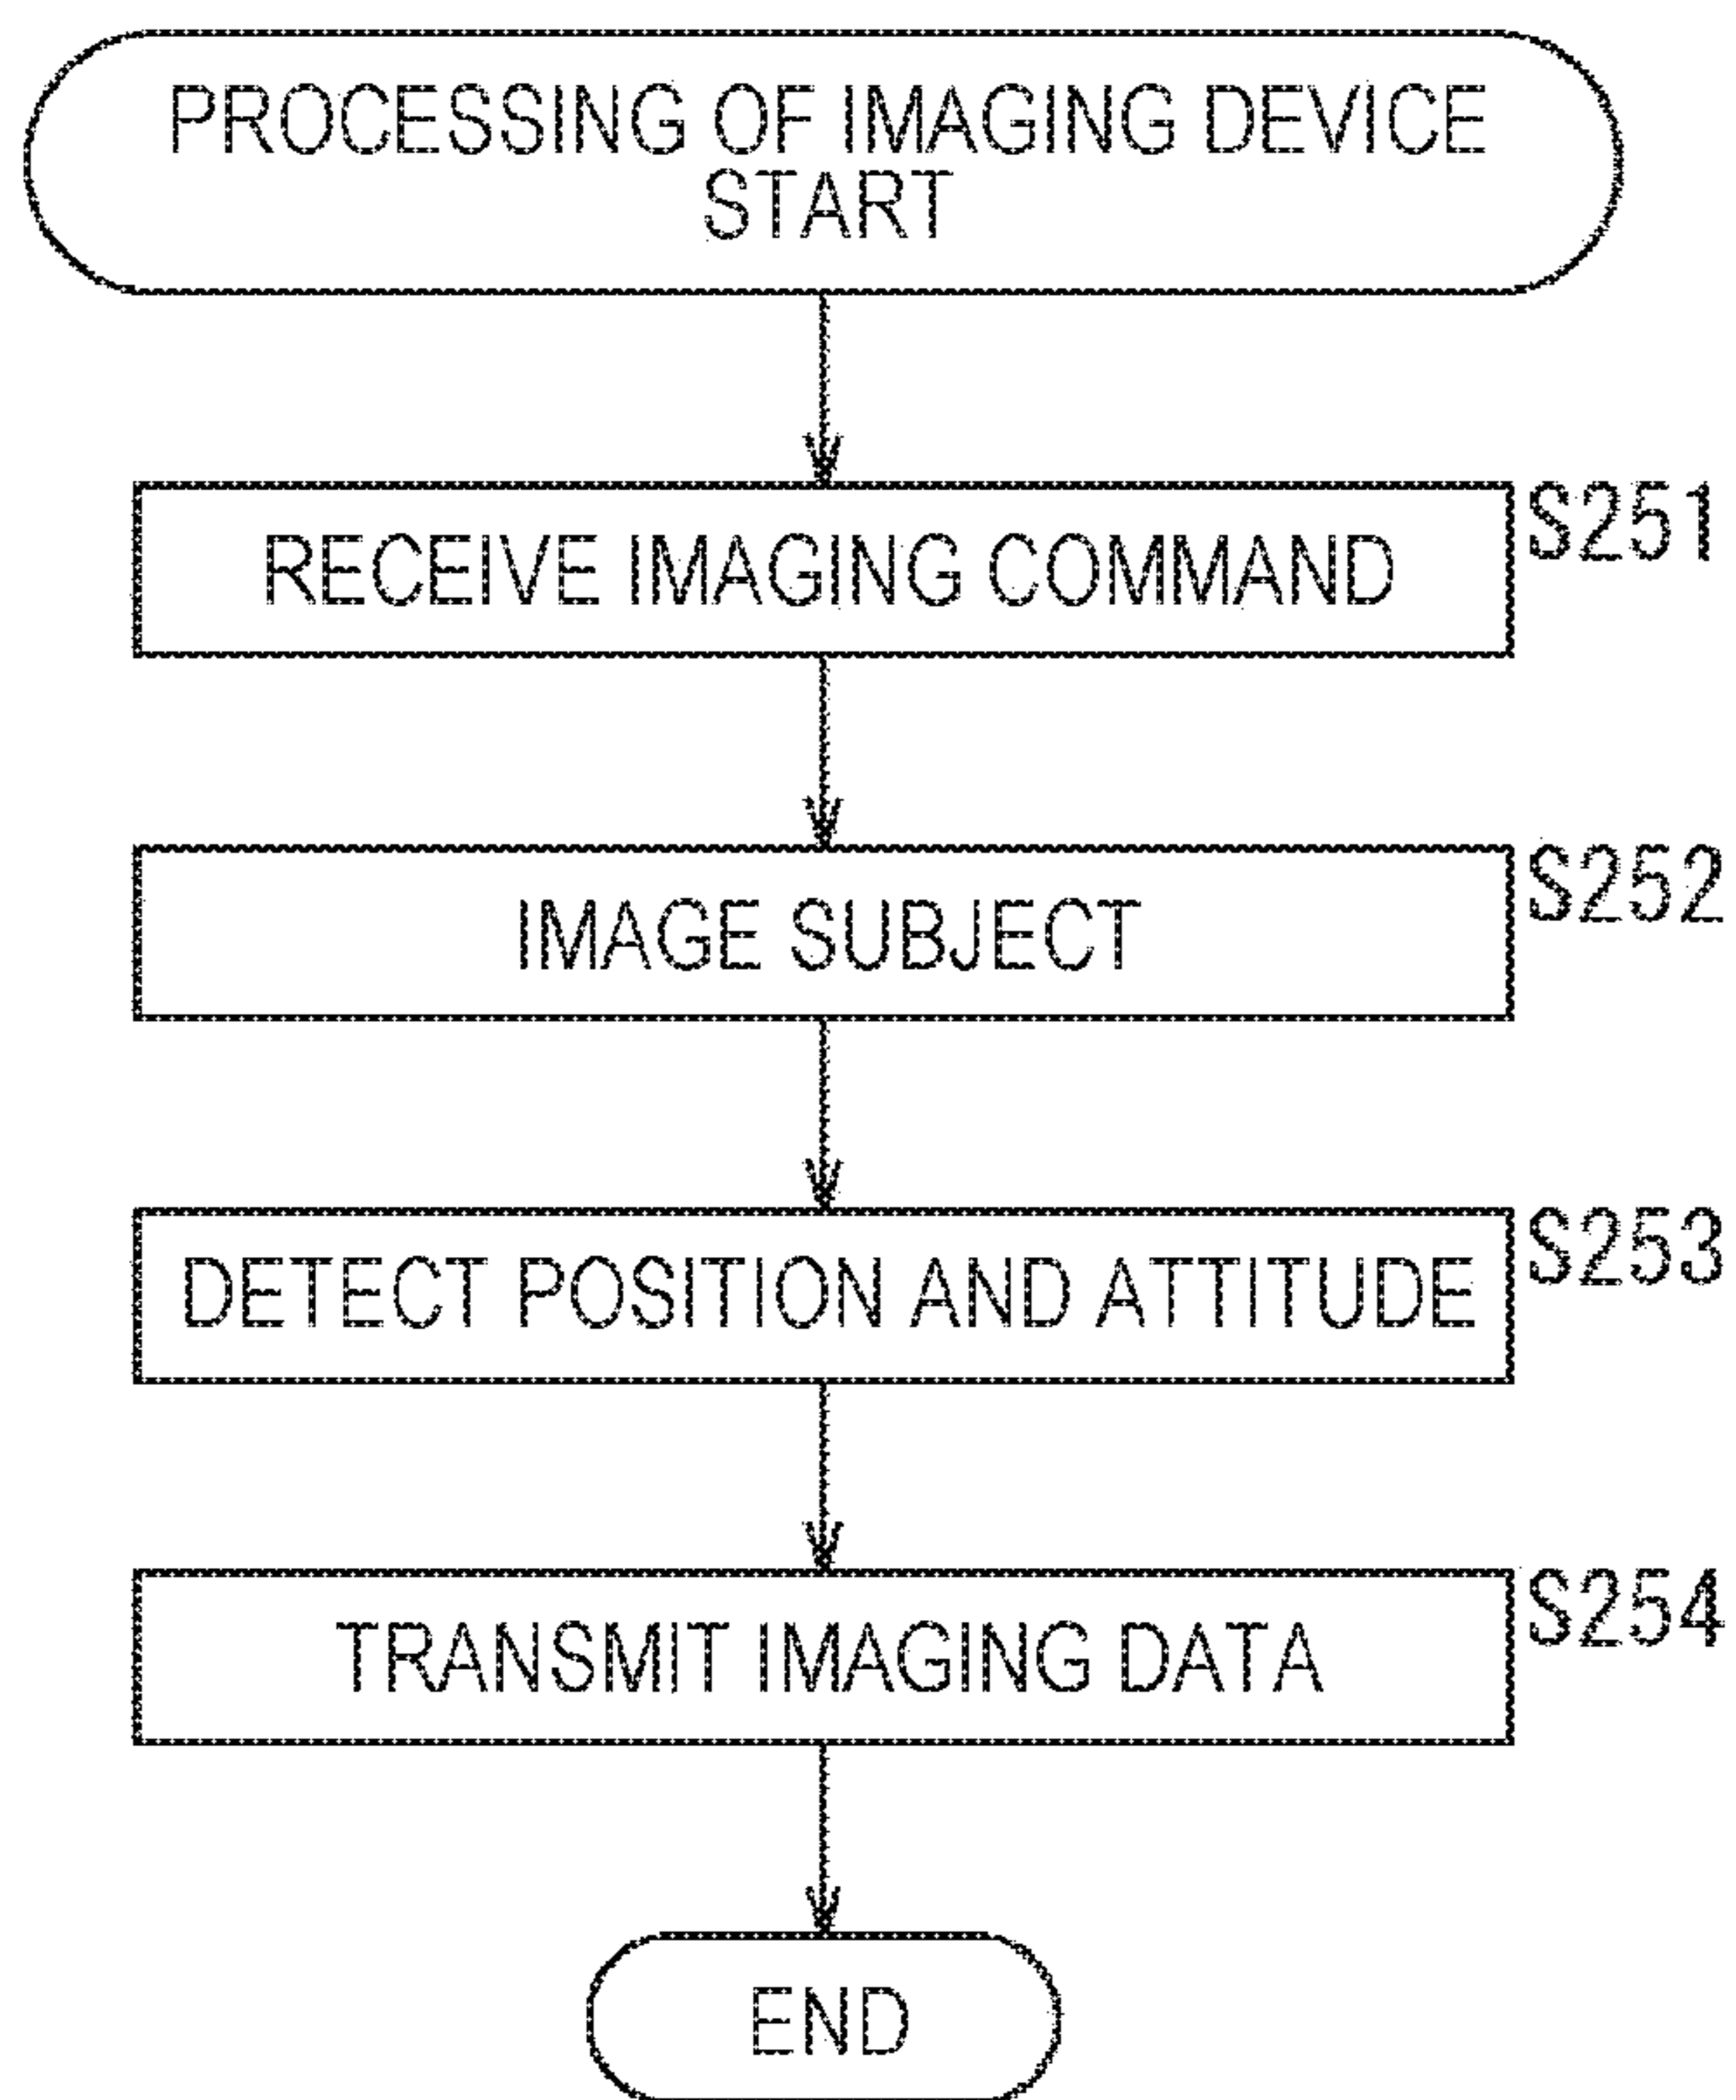 PROCESSING OF IMAGING DEVICE
START
RECEIVE IMAGING COMMAND
S251
IMAGE SUBJECT
S252
DETECT POSITION AND ATTITUDE
S253
TRANSMIT IMAGING DATA
S254
END